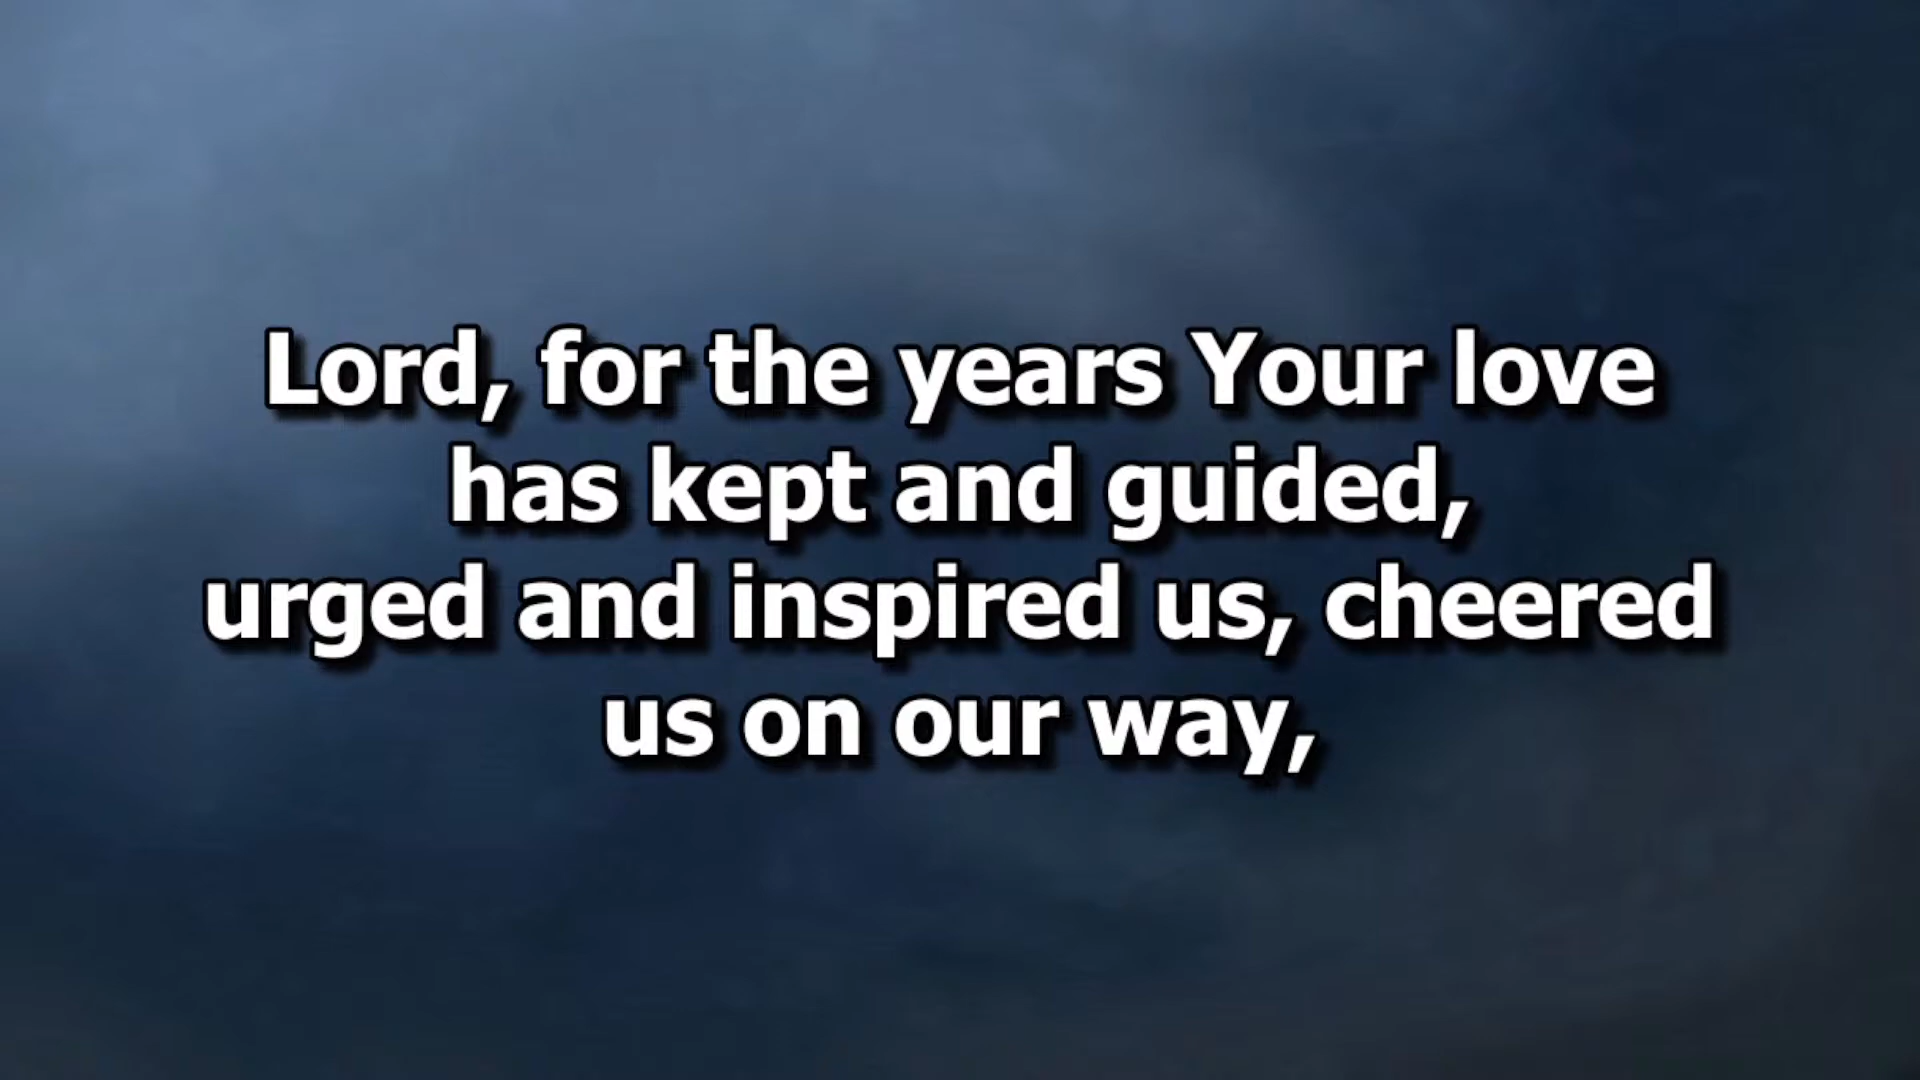 Lord, for the years Your love
has kept and guided,
urged and inspired us, cheered
us on our way,